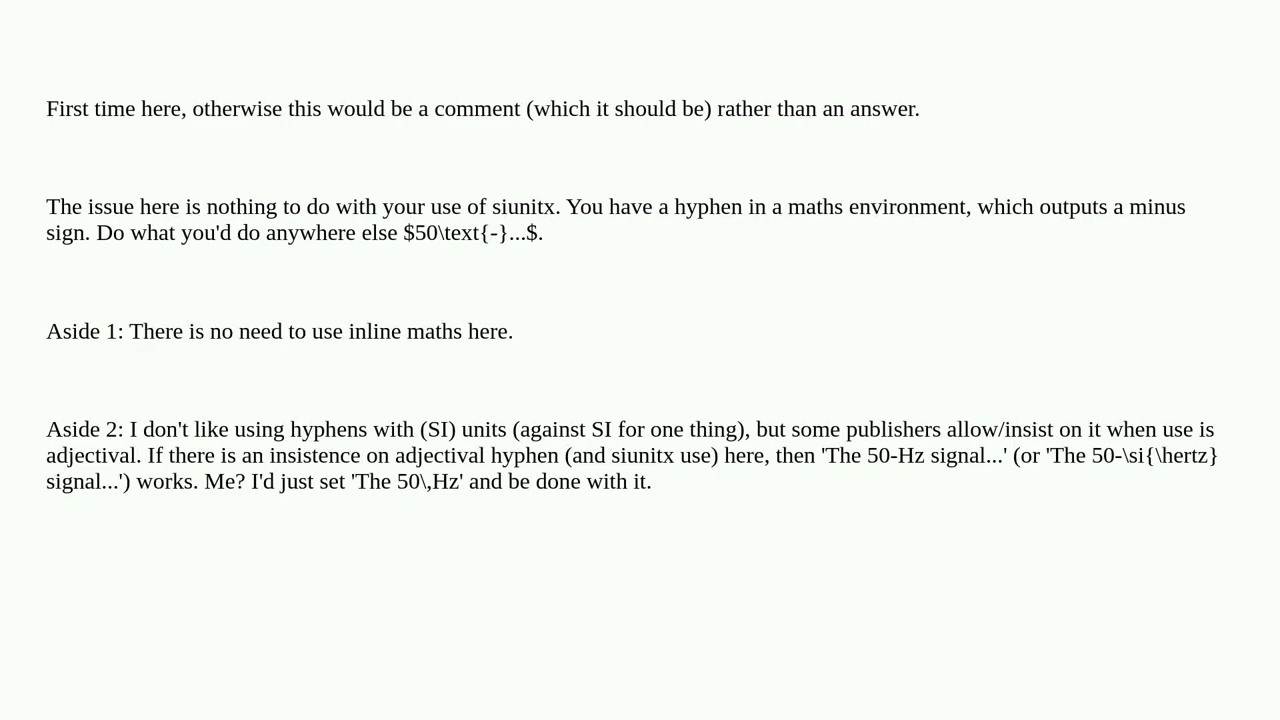 First time here, otherwise this would be a comment (which it should be) rather than an answer.
The issue here is nothing to do with your use of siunitx. You have a hyphen in a maths environment, which outputs a minus
sign. Do what you'd do anywhere else $50\text{-}...$.
Aside 1: There is no need to use inline maths here.
Aside 2: I don't like using hyphens with (SI) units (against SI for one thing), but some publishers allow/insist on it when use is
adjectival. If there is an insistence on adjectival hyphen (and siunitx use) here, then 'The 50-Hz signal...' (or 'The 50-\si{\hertz}
signal...') works. Me? I'd just set 'The 50\,Hz' and be done with it.